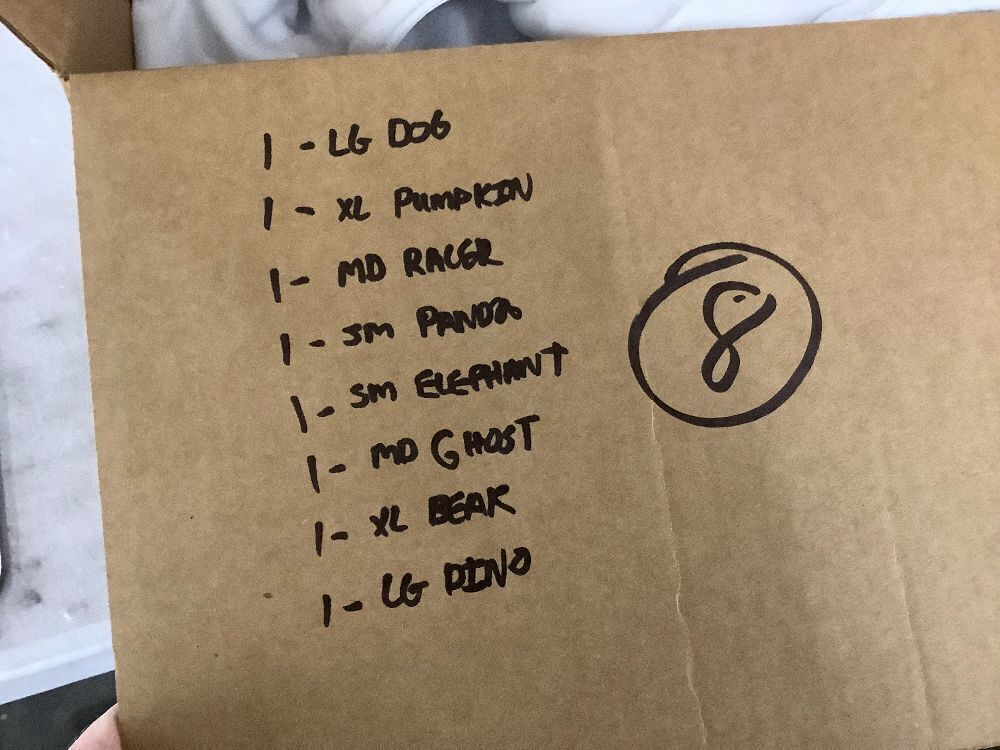 1 - LG DOG
1 - XL PUMPKIN
1 - MD RACER
1 - SM PANDA
1 - SM ELEPHANT
1 - MD GHOST
1 - XL BEAR
1 - LG DINO
8